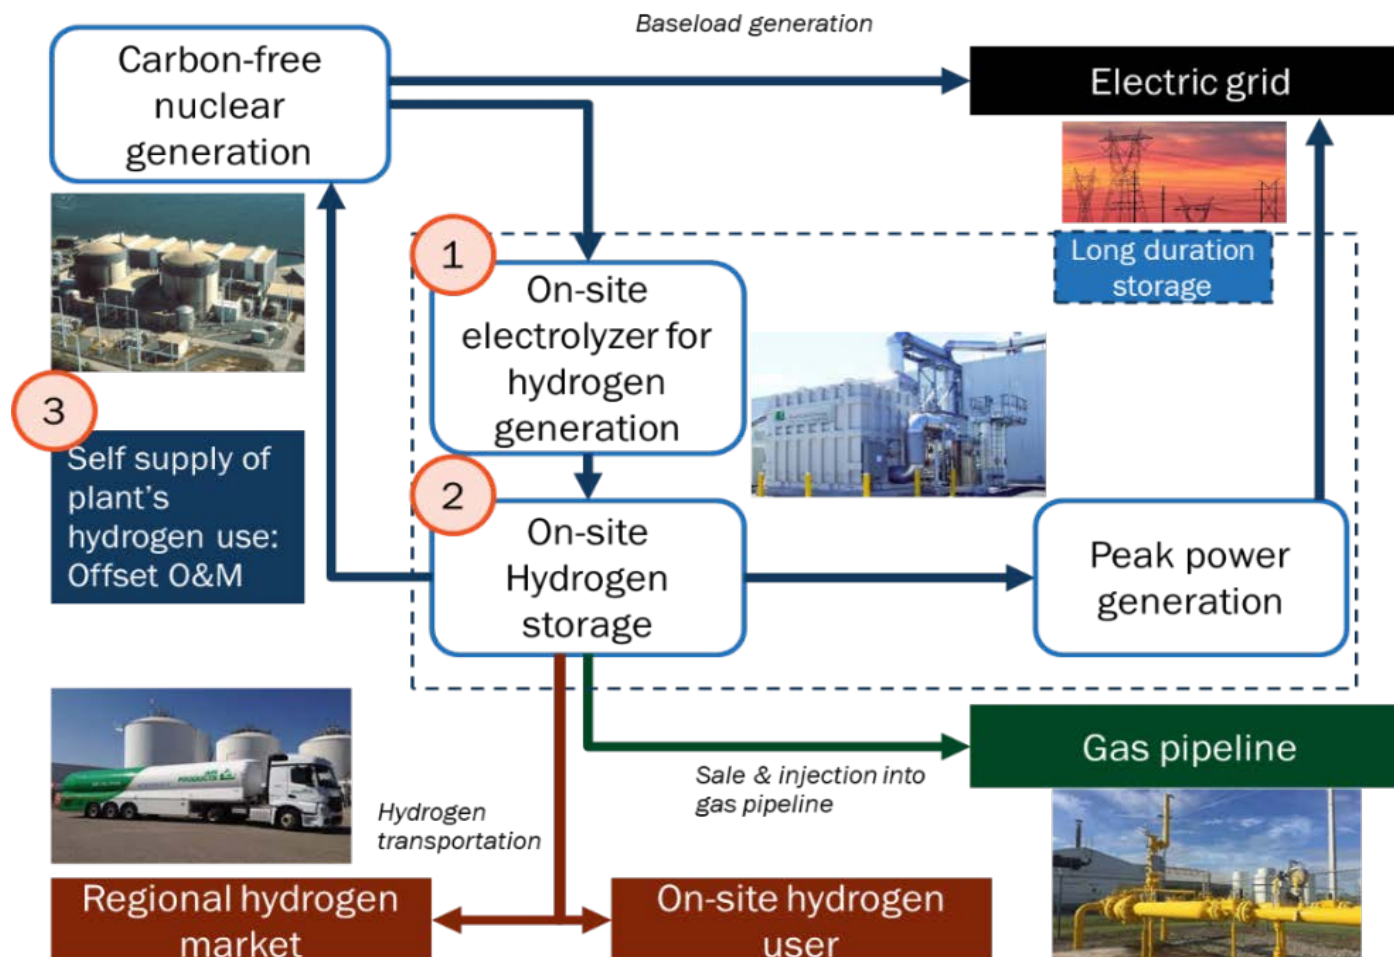 Baseload generation
Carbon-free
nuclear
generation
Electric grid
Long duration
storage
1
On-site
electrolyzer for
hydrogen
generation
3
Self supply of
plant's
hydrogen use:
Offset O&M
2
On-site
Hydrogen
storage
Peak power
generation
Gas pipeline
Sale & injection into
gas pipeline
AIR
PRODUCTS
Hydrogen
transportation
Regional hydrogen
market
On-site hydrogen
user